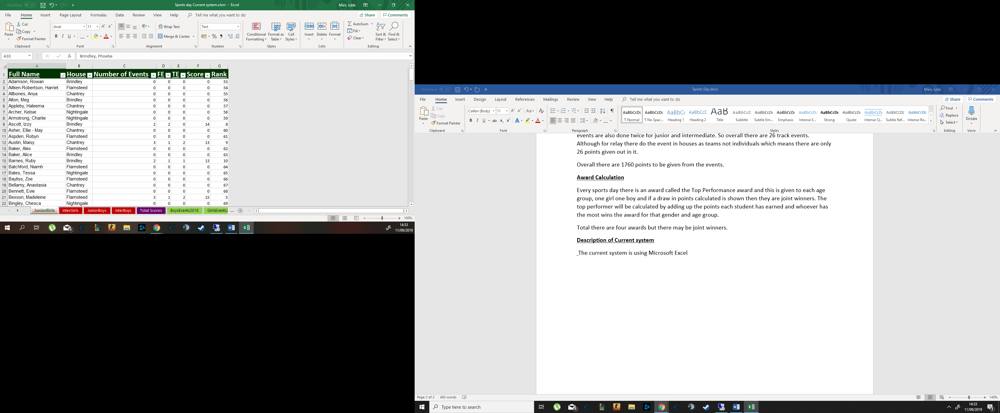 AutoSave Off Sports day Current system.xlsm - Excel Marc Jubb
File Home Insert Page Layout Formulas Data Review View Help Tell me what you want to do Share Comments
Paste Cut Copy Format Painter Clipboard
Arial 11 B I U Font
Wrap Text Merge & Center Alignment
Text % Number
Conditional Formatting Format as Table Cell Styles Styles
Insert Delete Format Cells
AutoSum Fill Clear Sort & Filter Find & Select Editing
A33 fx Brindley, Phoebe
A B C D E F G
1 Full Name House Number of Events FE TE Score Rank
2 Adamson, Rowan Brindley 0 0 0 0 53
3 Aitken-Robertson, Harriet Flamsteed 0 0 0 0 54
4 Allbones, Anya Chantrey 0 0 0 0 55
5 Alton, Meg Brindley 0 0 0 0 56
6 Appleby, Haleema Chantrey 0 0 0 0 57
7 Archer, Kelsie Nightingale 0 0 0 0 58
8 Armstrong, Charlie Nightingale 0 0 0 0 59
9 Ascott, Izzy Brindley 2 2 0 14 8
10 Asher, Ellie - May Chantrey 0 0 0 0 60
11 Aspden, Robyn Flamsteed 0 0 0 0 61
12 Austin, Maisy Chantrey 3 1 2 13 9
13 Baker, Alex Flamsteed 0 0 0 0 62
14 Baker, Alice Brindley 0 0 0 0 63
15 Barnes, Ruby Brindley 2 1 1 13 10
16 Batchford, Niamh Flamsteed 0 0 0 0 64
17 Bates, Tessa Nightingale 0 0 0 0 65
18 Bayliss, Zoe Flamsteed 0 0 0 0 66
19 Bellamy, Anastasia Chantrey 0 0 0 0 67
20 Bennett, Evie Flamsteed 0 0 0 0 68
21 Bexson, Madeleine Flamsteed 3 1 2 15 5
22 Bingley, Chesca Nightingale 0 0 0 0 69
JuniorGirls InterGirls JuniorBoys InterBoys Total Scores BoysEvents2018 GirlsEvents2 ...
100%
14:33
11/09/2019
AutoSave Off Sports Day.docx Marc Jubb
File Home Insert Design Layout References Mailings Review View Help Tell me what you want to do Share Comments
Paste Cut Copy Format Painter Clipboard
Calibri (Body) 11 Aa B I U ab x₂ x² A Font
Paragraph
AaBbCcDc AaBbCcDc AaBbCc AaBbCcE AaB AaBbCcE AaBbCcDc AaBbCcDc AaBbCcDc AaBbCcDc AaBbCcDc AaBbCcDc AABBCCDE AABBCCDE
¶ Normal ¶ No Spac... Heading 1 Heading 2 Title Subtitle Subtle Em... Emphasis Intense E... Strong Quote Intense Q... Subtle Ref... Intense Re...
Styles
Find Replace Select Editing
Dictate Voice
events are also done twice for junior and intermediate. So overall there are 26 track events.
Although for relay there do the event in houses as teams not individuals which means there are only
26 points given out in it.
Overall there are 1760 points to be given from the events.
Award Calculation
Every sports day there is an award called the Top Performance award and this is given to each age
group, one girl one boy and if a draw in points calculated is shown then they are joint winners. The
top performer will be calculated by adding up the points each student has earned and whoever has
the most wins the award for that gender and age group.
Total there are four awards but there may be joint winners.
Description of Current system
The current system is using Microsoft Excel
Page 2 of 2 683 words 140%
Type here to search
14:33
11/09/2019
3